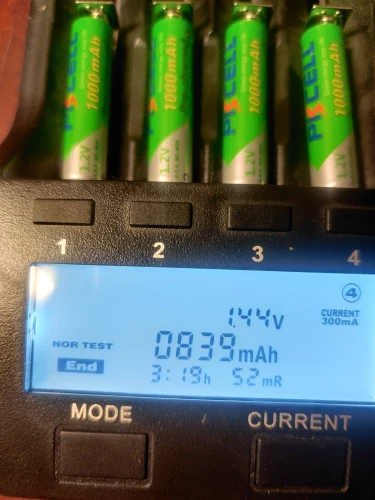 PKCELL 1000mAh 1.2V
PKCELL 1000mAh 1.2V
PKCELL 1000mAh 1.2V
PKCELL 1000mAh 1.2V
1 2 3 4
4
1.44V
CURRENT
300mA
NOR TEST
0839mAh
End
3:19h 52mR
MODE CURRENT